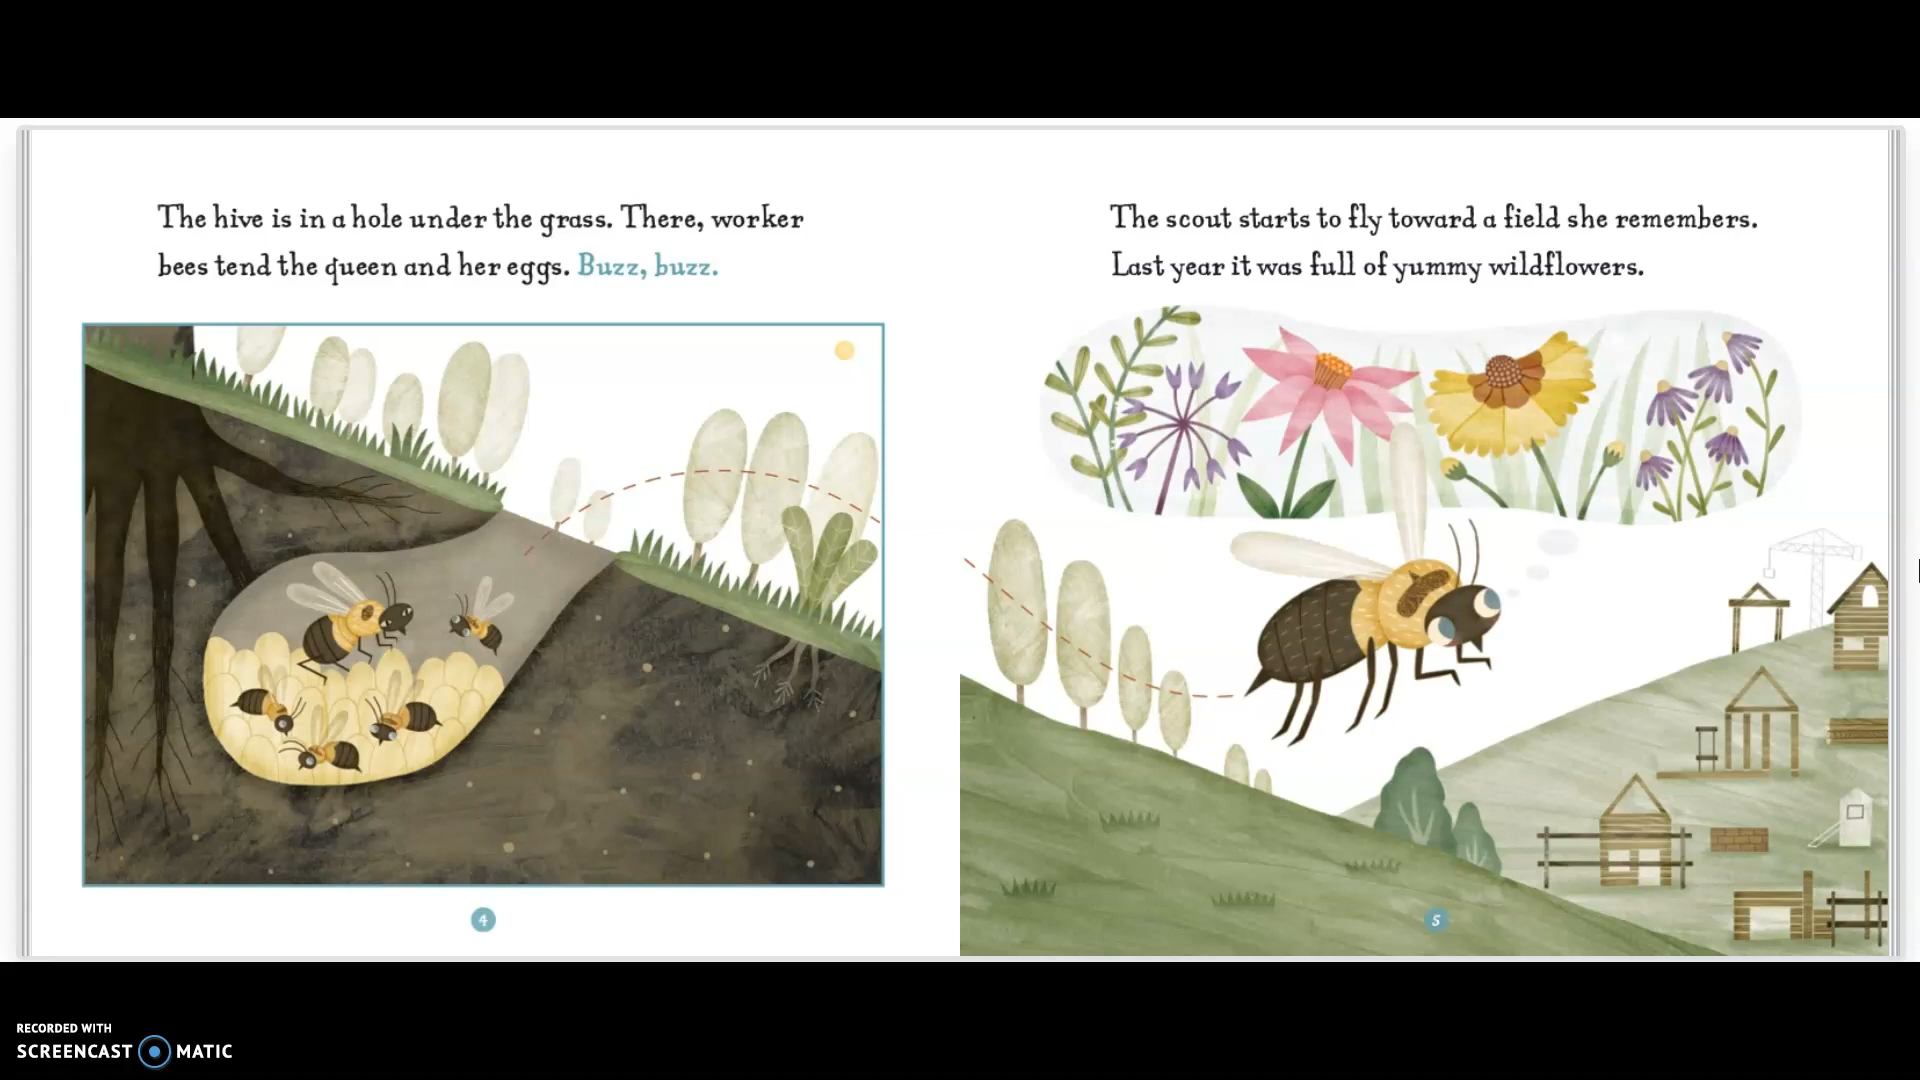 The hive is in a hole under the grass. There, worker
bees tend the queen and her eggs. Buzz, buzz.
4
The scout starts to fly toward a field she remembers.
Last year it was full of yummy wildflowers.
5
RECORDED WITH
SCREENCAST MATIC